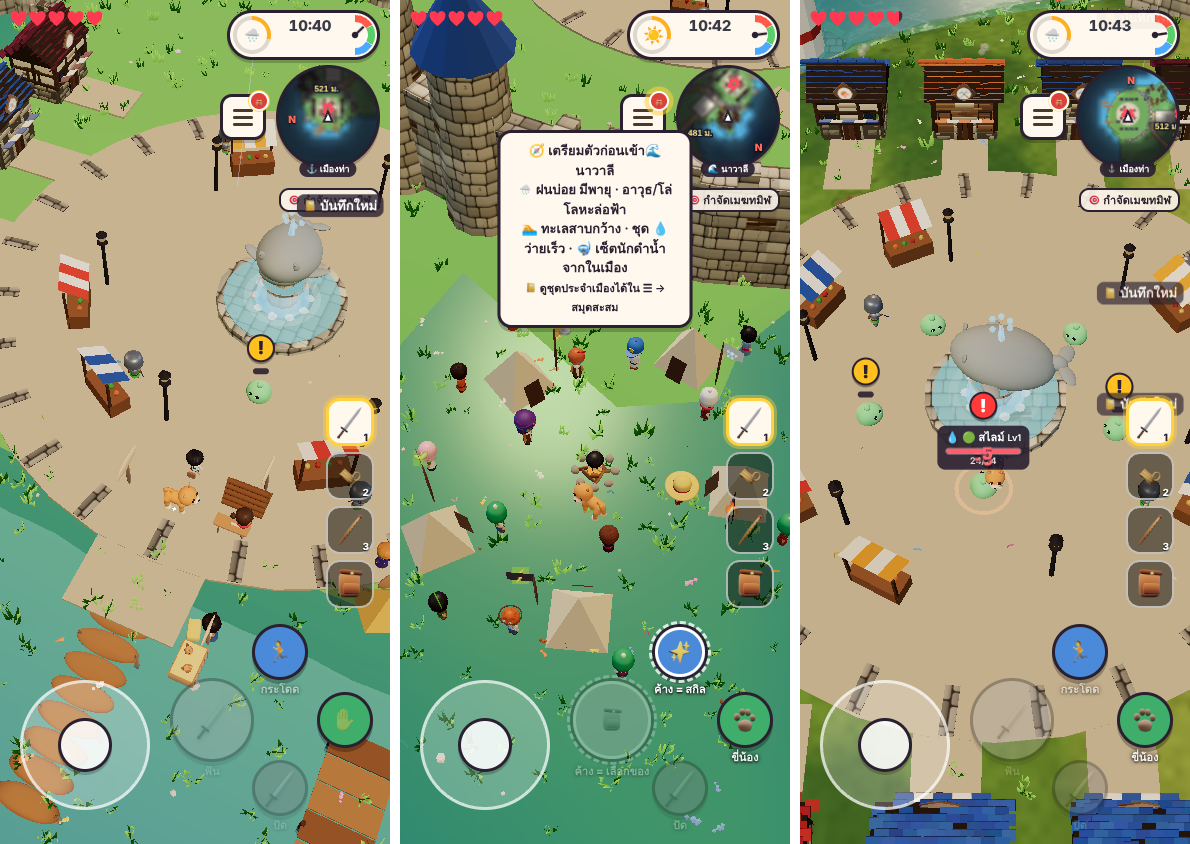 10:40
521 ม.
N
เมืองท่า
บันทึกใหม่
!
1
2
3
กระโดด
ฟัน
ปัด
10:42
481 ม.
N
นาวาลี
เตรียมตัวก่อนเข้า🌊
นาวาลี
ฝนบ่อย มีพายุ · อาวุธ/โล่
โลหะล่อฟ้า
ทะเลสาบกว้าง · ชุด 💧
ว่ายเร็ว · 🤿 เซ็ตนักดำน้ำ
จากในเมือง
ดูชุดประจำเมืองได้ใน ☰ →
สมุดสะสม
กำจัดเมฆทมิฬ
1
2
3
ค้าง = สกิล
ค้าง = เลือกของ
ขี่น้อง
ปัด
10:43
N
512 ม
เมืองท่า
กำจัดเมฆทมิฬ
บันทึกใหม่
!
!
!
สไลม์ Lv1
1
2
3
กระโดด
ฟัน
ขี่น้อง
ปัด